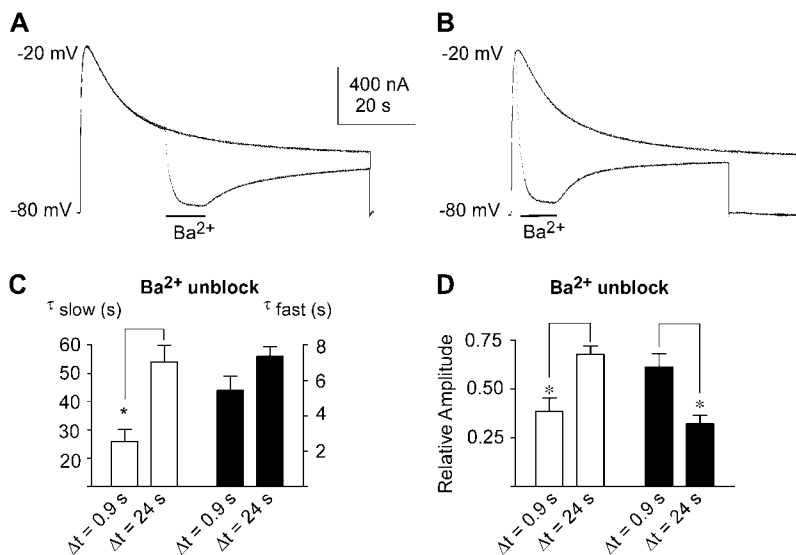 A
-20 mV
400 nA
20 s
-80 mV
Ba²⁺
B
-20 mV
-80 mV
Ba²⁺
C
Ba²⁺ unblock
τ slow (s)
τ fast (s)
60
50
40
30
20
8
6
4
2
*
Δt = 0.9 s
Δt = 24 s
Δt = 0.9 s
Δt = 24 s
D
Ba²⁺ unblock
Relative Amplitude
0.75
0.50
0.25
*
*
Δt = 0.9 s
Δt = 24 s
Δt = 0.9 s
Δt = 24 s